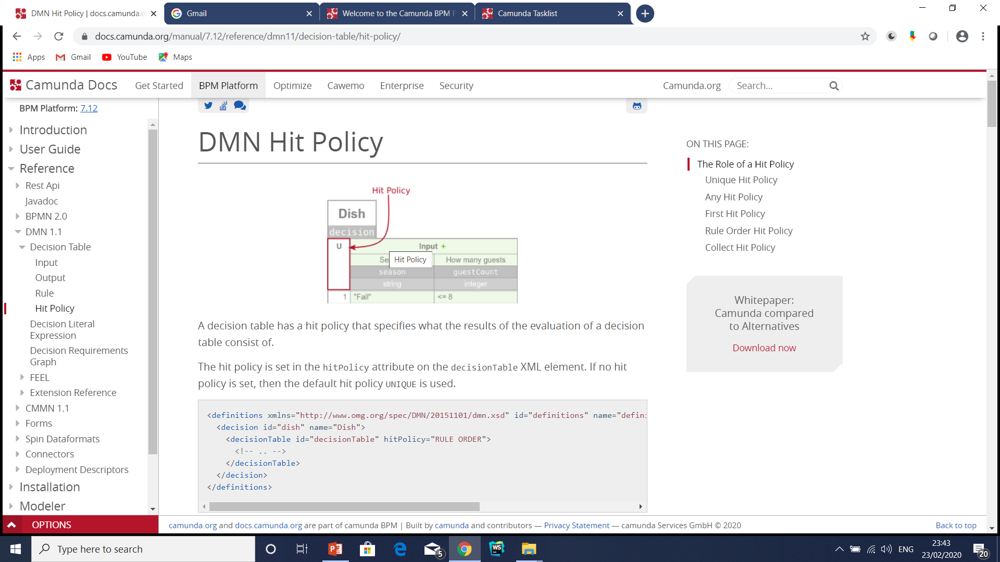 DMN Hit Policy | docs.camunda.o
Gmail
Welcome to the Camunda BPM P
Camunda Tasklist
docs.camunda.org/manual/7.12/reference/dmn11/decision-table/hit-policy/
Apps
Gmail
YouTube
Maps
Camunda Docs
Get Started
BPM Platform
Optimize
Cawemo
Enterprise
Security
Camunda.org
Search...
BPM Platform: 7.12
Introduction
User Guide
Reference
Rest Api
Javadoc
BPMN 2.0
DMN 1.1
Decision Table
Input
Output
Rule
Hit Policy
Decision Literal
Expression
Decision Requirements
Graph
FEEL
Extension Reference
CMMN 1.1
Forms
Spin Dataformats
Connectors
Deployment Descriptors
Installation
Modeler
OPTIONS
DMN Hit Policy
Hit Policy
Dish
decision
U
Input +
Se
Hit Policy
How many guests
season
guestCount
string
integer
1
"Fall"
<= 8
A decision table has a hit policy that specifies what the results of the evaluation of a decision
table consist of.
The hit policy is set in the hitPolicy attribute on the decisionTable XML element. If no hit
policy is set, then the default hit policy UNIQUE is used.
<definitions xmlns="http://www.omg.org/spec/DMN/20151101/dmn.xsd" id="definitions" name="defin
<decision id="dish" name="Dish">
<decisionTable id="decisionTable" hitPolicy="RULE ORDER">
<!-- .. -->
</decisionTable>
</decision>
</definitions>
ON THIS PAGE:
The Role of a Hit Policy
Unique Hit Policy
Any Hit Policy
First Hit Policy
Rule Order Hit Policy
Collect Hit Policy
Whitepaper:
Camunda compared
to Alternatives
Download now
camunda.org and docs.camunda.org are part of camunda BPM | Built by camunda and contributors — Privacy Statement — camunda Services GmbH © 2020
Back to top
Type here to search
5
WS
ENG
23:43
23/02/2020
20